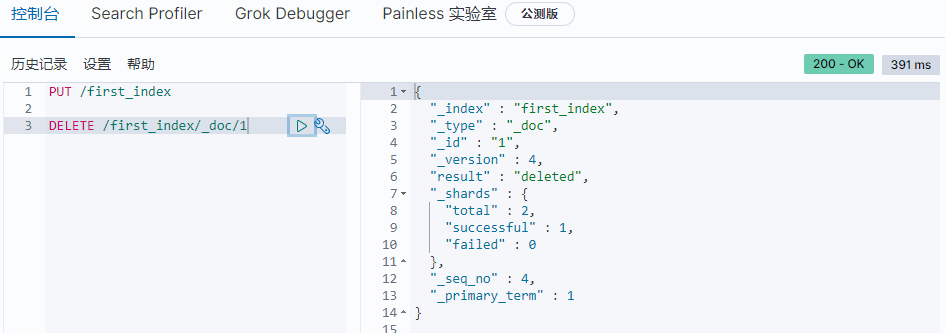 控制台 Search Profiler Grok Debugger Painless 实验室 公测版
历史记录 设置 帮助 200 - OK 391 ms
1 PUT /first_index
2
3 DELETE /first_index/_doc/1
1 {
2 "_index" : "first_index",
3 "_type" : "_doc",
4 "_id" : "1",
5 "_version" : 4,
6 "result" : "deleted",
7 "_shards" : {
8 "total" : 2,
9 "successful" : 1,
10 "failed" : 0
11 },
12 "_seq_no" : 4,
13 "_primary_term" : 1
14 }
15